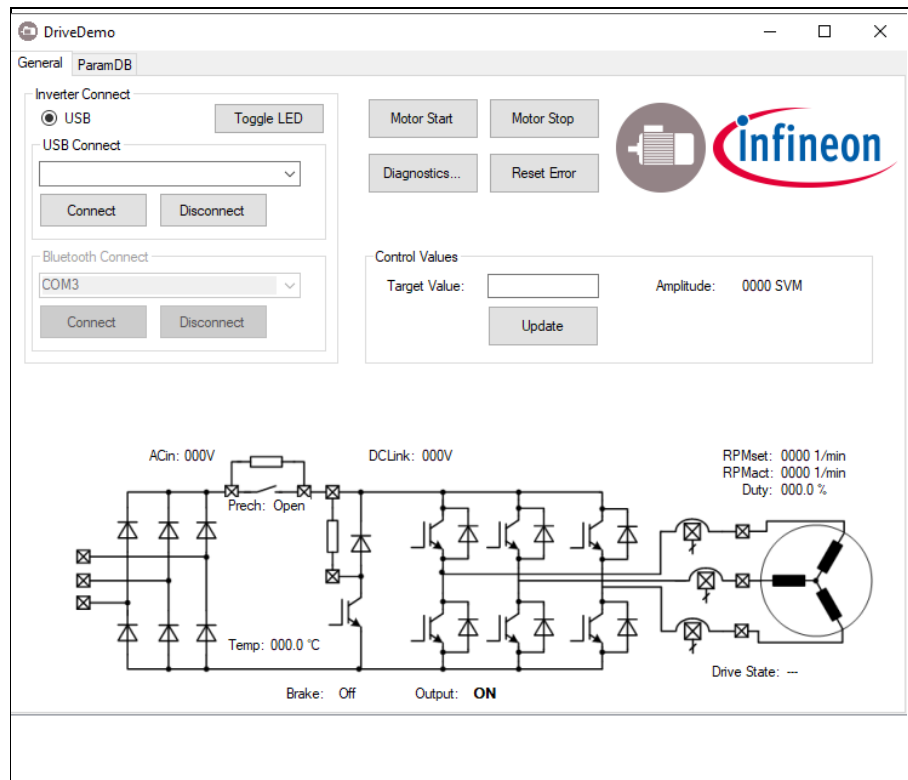 DriveDemo
General ParamDB
Inverter Connect
USB Toggle LED
USB Connect
Connect Disconnect
Bluetooth Connect
COM3
Connect Disconnect
Motor Start Motor Stop
Diagnostics... Reset Error
infineon
Control Values
Target Value: Amplitude: 0000 SVM
Update
ACin: 000V DCLink: 000V
RPMset: 0000 1/min
RPMact: 0000 1/min
Duty: 000.0 %
Prech: Open
Temp: 000.0 °C
Drive State: ---
Brake: Off Output: ON